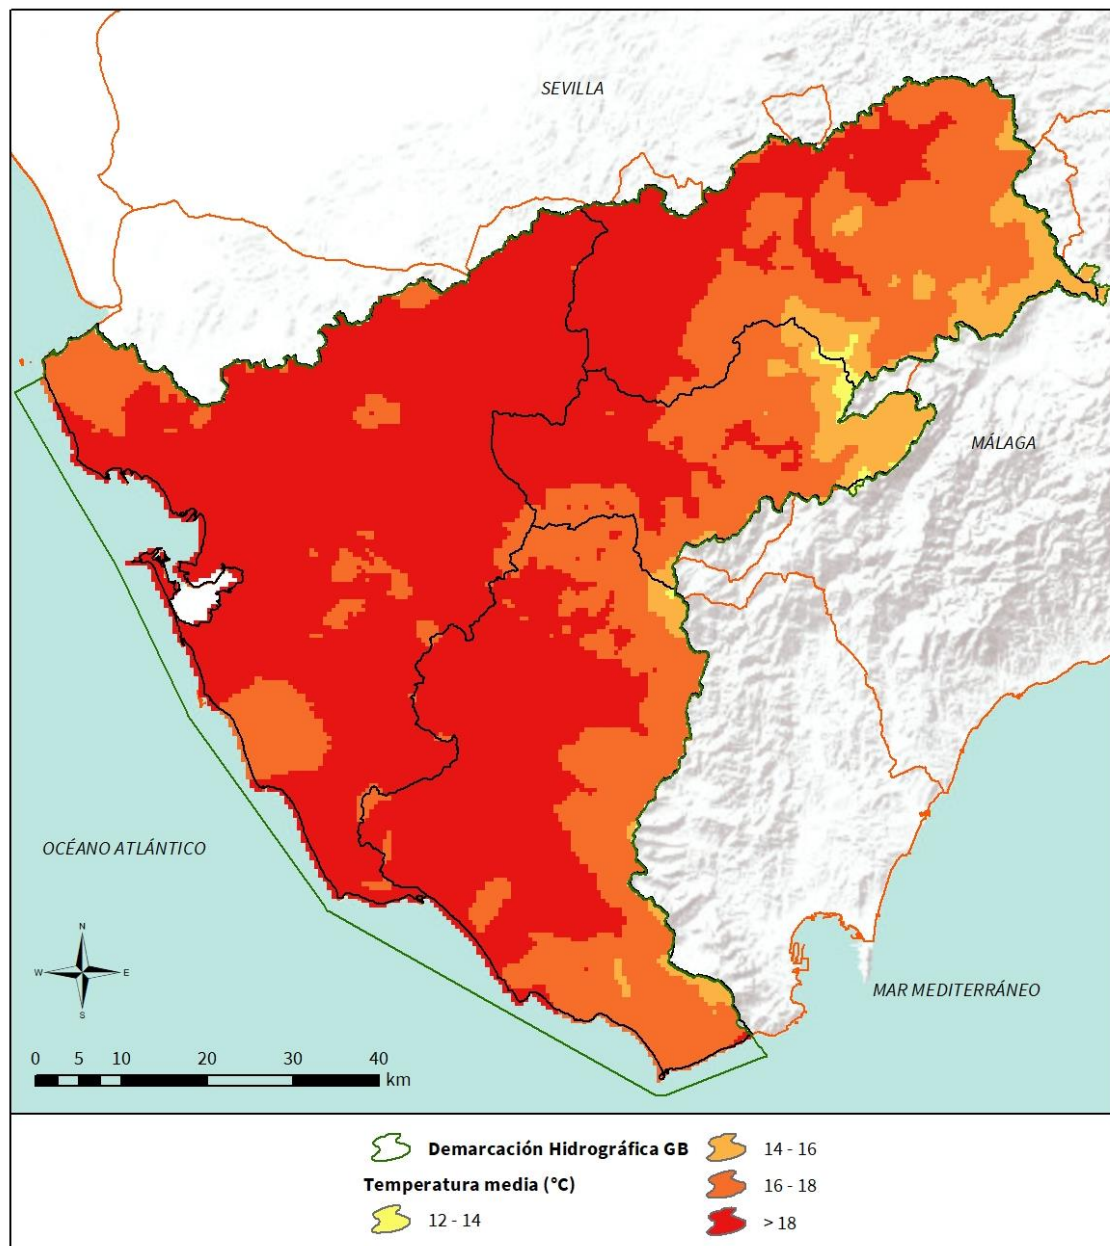 SEVILLA
MÁLAGA
OCÉANO ATLÁNTICO
MAR MEDITERRÁNEO
N
W E
S
0 5 10 20 30 40
km
Demarcación Hidrográfica GB
Temperatura media (°C)
12 - 14
14 - 16
16 - 18
> 18